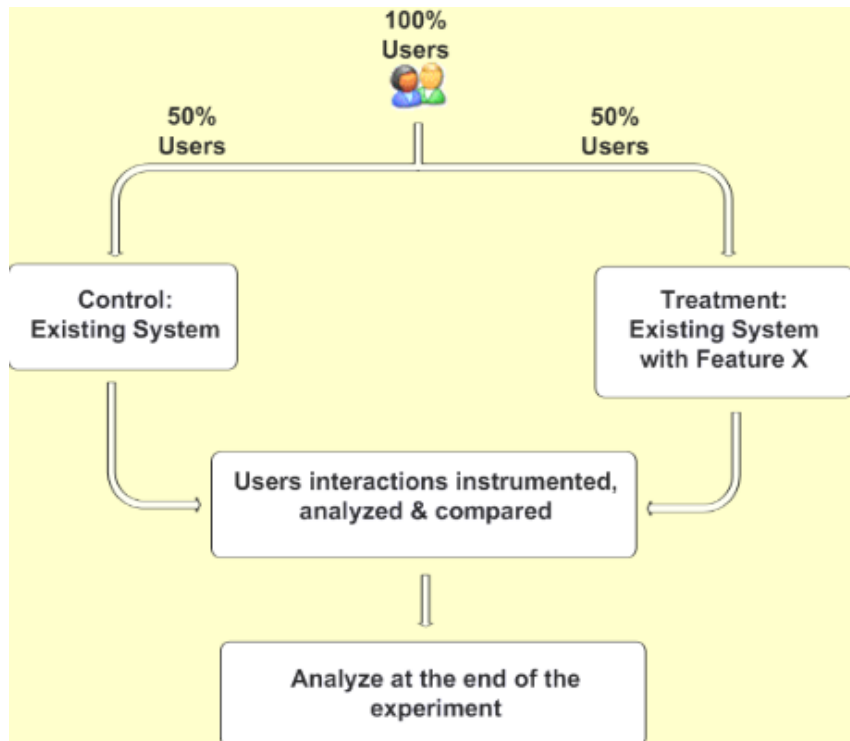 100%
Users
50%
Users
50%
Users
Control:
Existing System
Treatment:
Existing System
with Feature X
Users interactions instrumented,
analyzed & compared
Analyze at the end of the
experiment